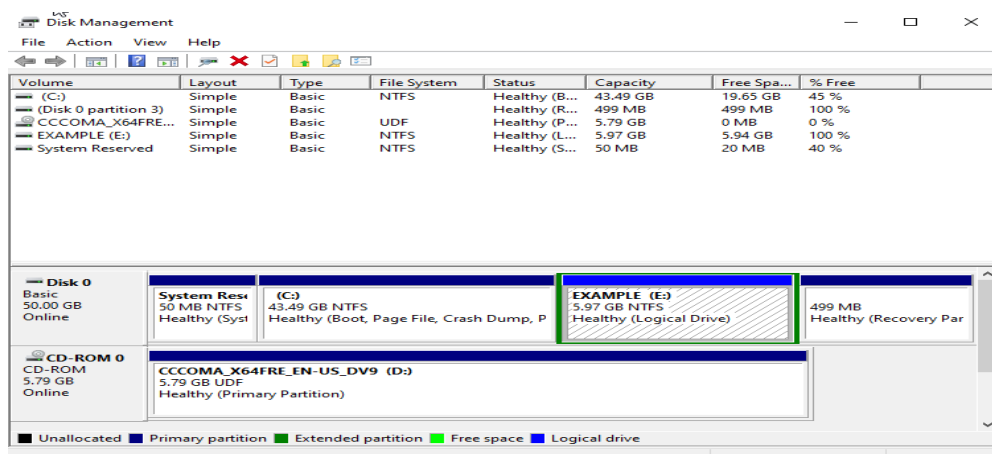 Disk Management
File Action View Help
Volume Layout Type File System Status Capacity Free Spa... % Free
(C:) Simple Basic NTFS Healthy (B... 43.49 GB 19.65 GB 45 %
(Disk 0 partition 3) Simple Basic Healthy (R... 499 MB 499 MB 100 %
CCCOMA_X64FRE... Simple Basic UDF Healthy (P... 5.79 GB 0 MB 0 %
EXAMPLE (E:) Simple Basic NTFS Healthy (L... 5.97 GB 5.94 GB 100 %
System Reserved Simple Basic NTFS Healthy (S... 50 MB 20 MB 40 %
Disk 0
Basic
50.00 GB
Online
System Rese
50 MB NTFS
Healthy (Syst
(C:)
43.49 GB NTFS
Healthy (Boot, Page File, Crash Dump, P
EXAMPLE (E:)
5.97 GB NTFS
Healthy (Logical Drive)
499 MB
Healthy (Recovery Par
CD-ROM 0
CD-ROM
5.79 GB
Online
CCCOMA_X64FRE_EN-US_DV9 (D:)
5.79 GB UDF
Healthy (Primary Partition)
Unallocated Primary partition Extended partition Free space Logical drive